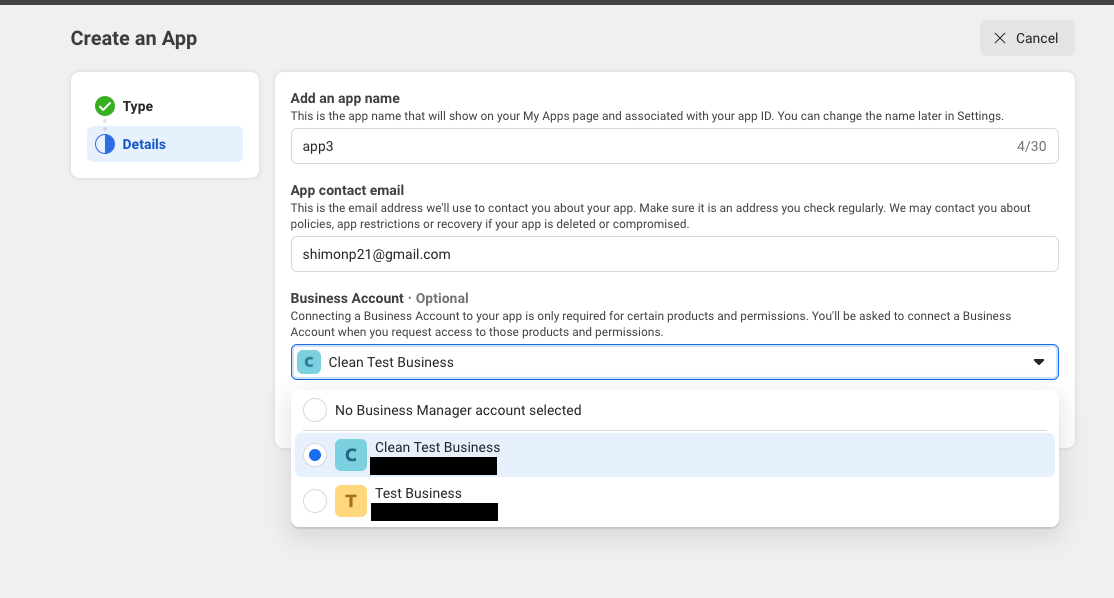 Create an App
Cancel
Type
Details
Add an app name
This is the app name that will show on your My Apps page and associated with your app ID. You can change the name later in Settings.
app3
4/30
App contact email
This is the email address we'll use to contact you about your app. Make sure it is an address you check regularly. We may contact you about
policies, app restrictions or recovery if your app is deleted or compromised.
shimonp21@gmail.com
Business Account · Optional
Connecting a Business Account to your app is only required for certain products and permissions. You'll be asked to connect a Business
Account when you request access to those products and permissions.
C Clean Test Business
No Business Manager account selected
C Clean Test Business
T Test Business